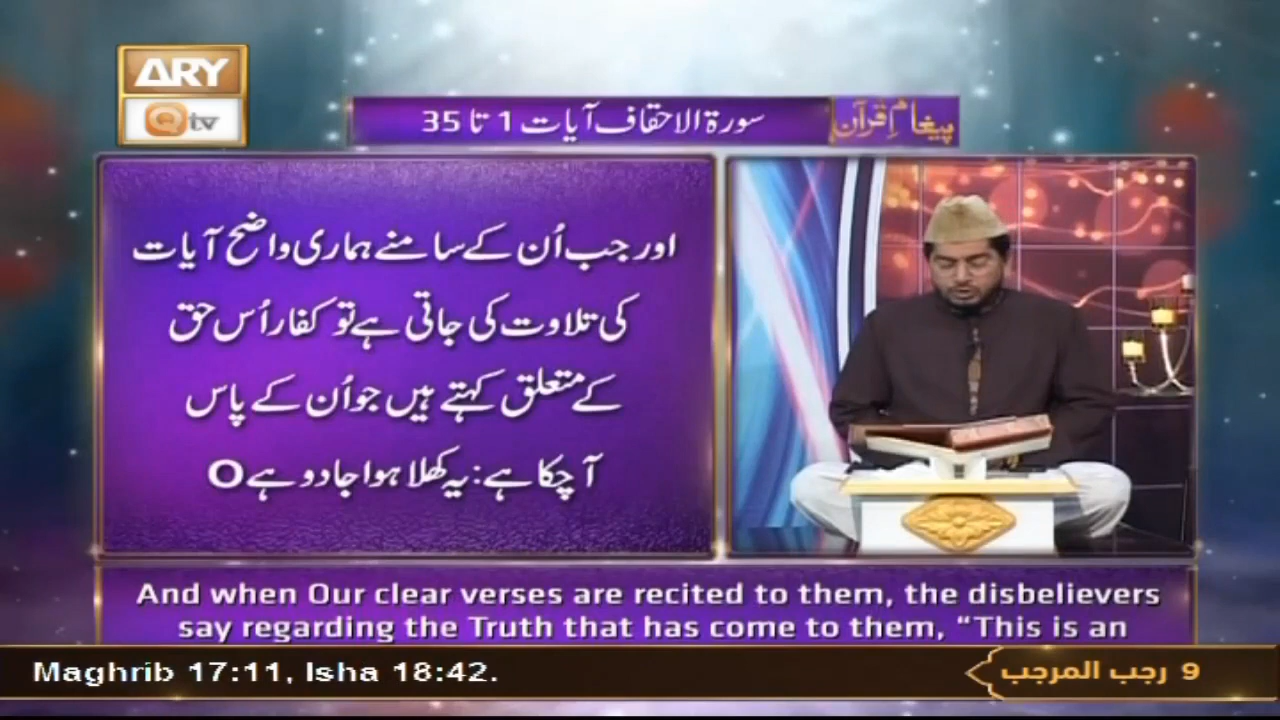 ARY
Qtv
پیغامِ قرآن
سورۃ الاحقاف آیات 1 تا 35
اور جب اُن کے سامنے ہماری واضح آیات
کی تلاوت کی جاتی ہے تو کفار اُس حق
کے متعلق کہتے ہیں جو اُن کے پاس
آ چکا ہے: یہ کھلا ہوا جادو ہے O
And when Our clear verses are recited to them, the disbelievers
say regarding the Truth that has come to them, “This is an
Maghrib 17:11, Isha 18:42.
9 رجب المرجب